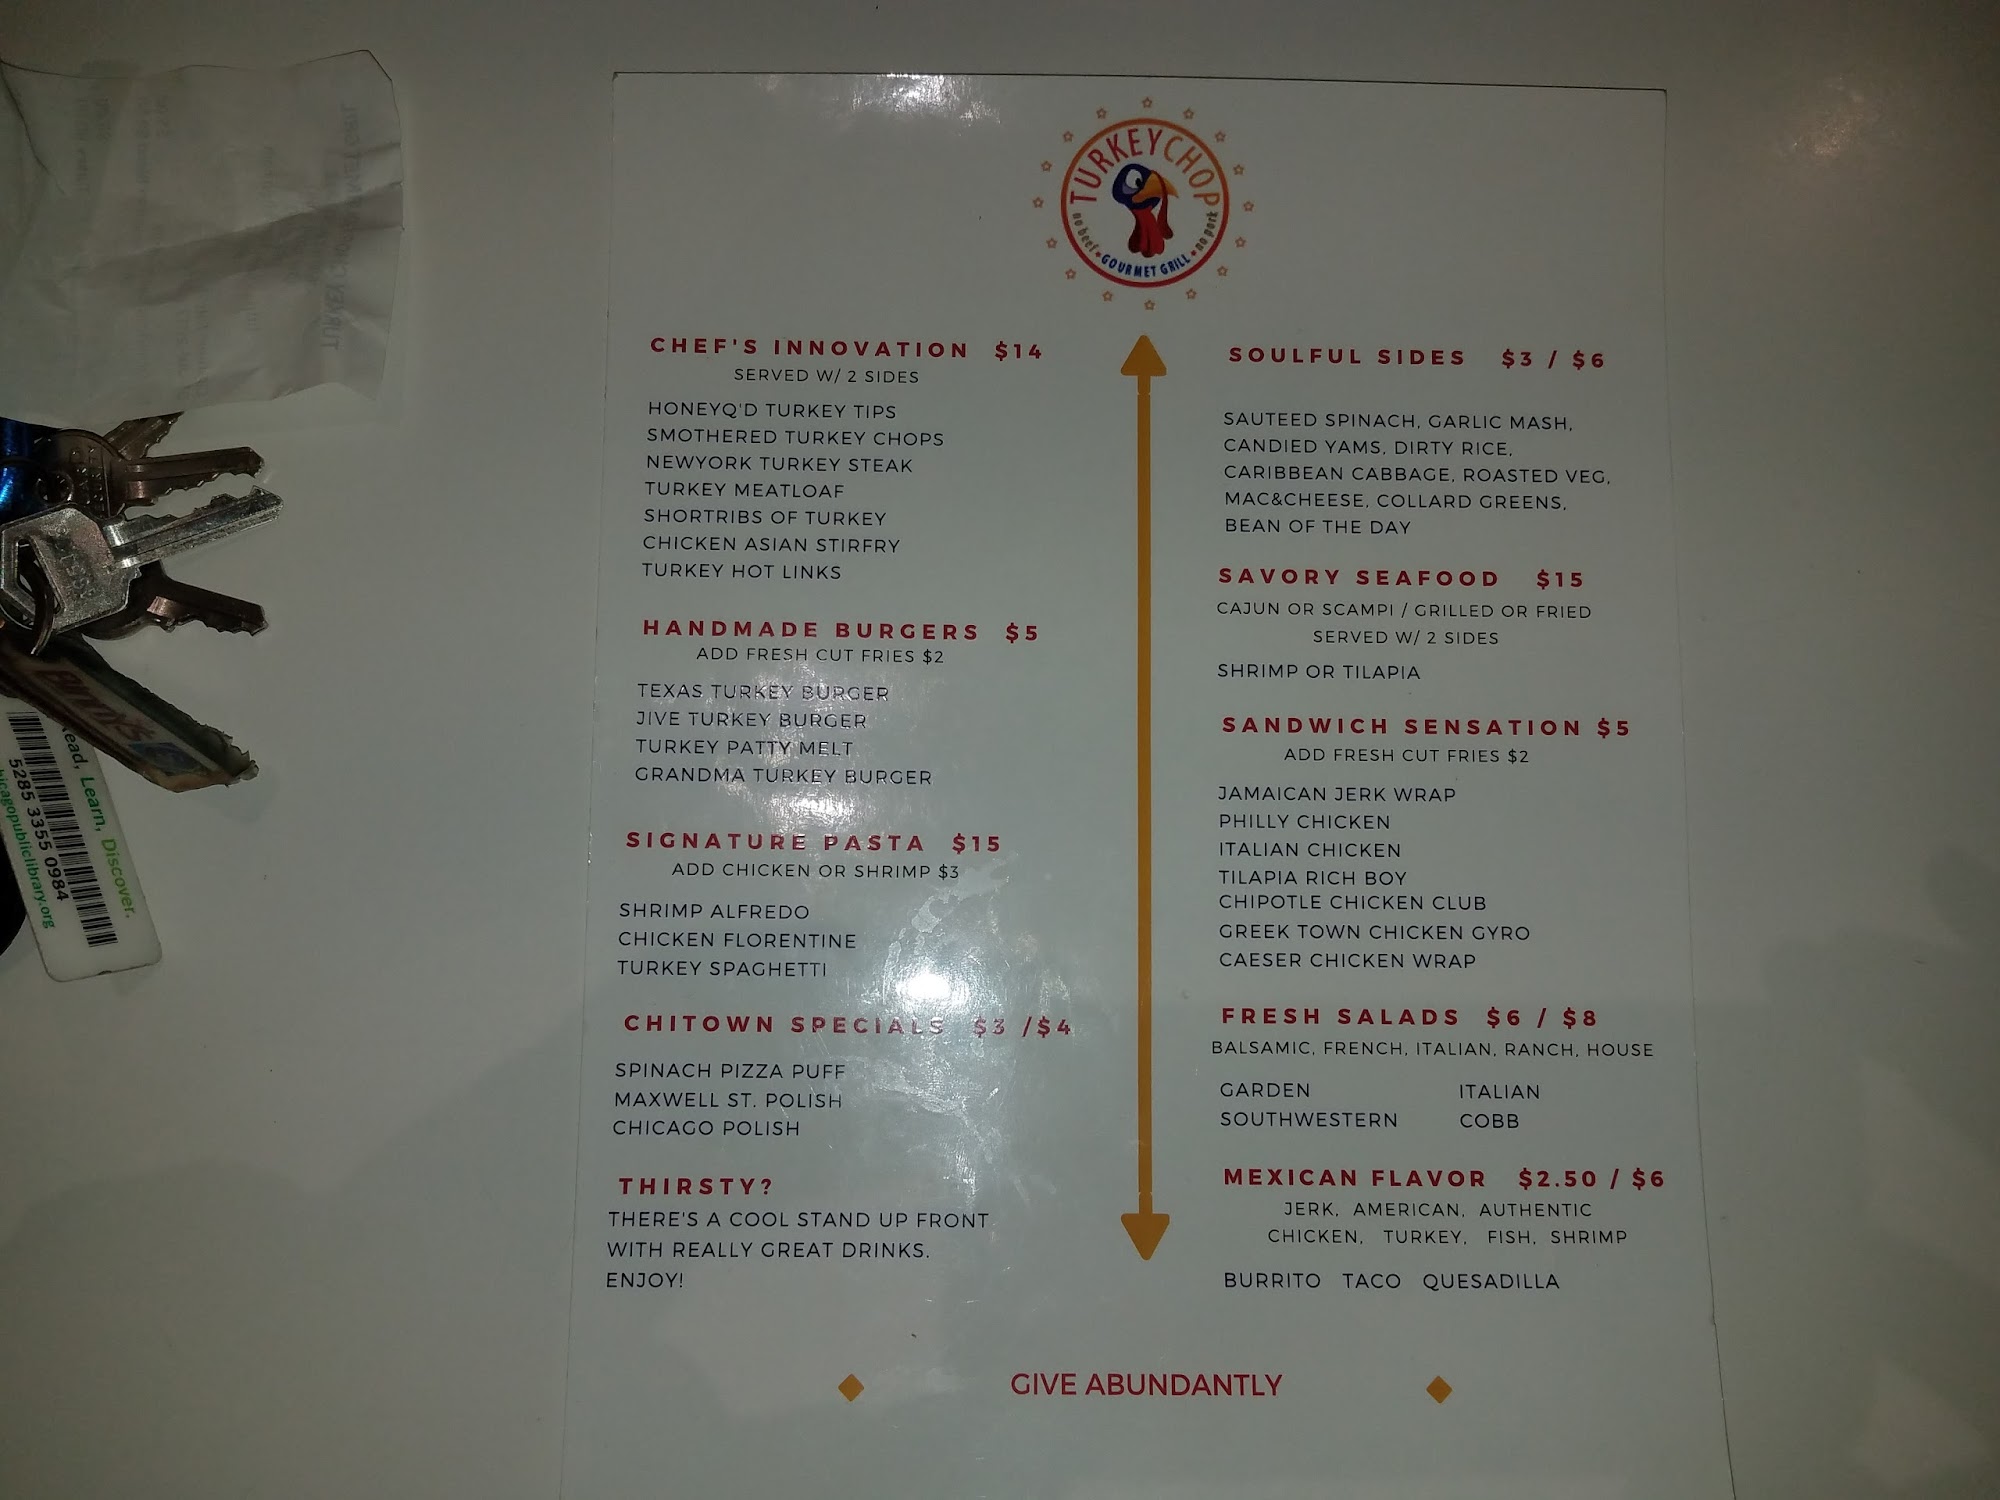 TURKEYCHOP
no beef • GOURMET GRILL • no pork
CHEF'S INNOVATION $14
SERVED W/ 2 SIDES
HONEYQ'D TURKEY TIPS
SMOTHERED TURKEY CHOPS
NEWYORK TURKEY STEAK
TURKEY MEATLOAF
SHORTRIBS OF TURKEY
CHICKEN ASIAN STIRFRY
TURKEY HOT LINKS
HANDMADE BURGERS $5
ADD FRESH CUT FRIES $2
TEXAS TURKEY BURGER
JIVE TURKEY BURGER
TURKEY PATTY MELT
GRANDMA TURKEY BURGER
SIGNATURE PASTA $15
ADD CHICKEN OR SHRIMP $3
SHRIMP ALFREDO
CHICKEN FLORENTINE
TURKEY SPAGHETTI
CHITOWN SPECIALS $3 /$4
SPINACH PIZZA PUFF
MAXWELL ST. POLISH
CHICAGO POLISH
THIRSTY?
THERE'S A COOL STAND UP FRONT
WITH REALLY GREAT DRINKS.
ENJOY!
SOULFUL SIDES $3 / $6
SAUTEED SPINACH, GARLIC MASH,
CANDIED YAMS, DIRTY RICE,
CARIBBEAN CABBAGE, ROASTED VEG,
MAC&CHEESE, COLLARD GREENS,
BEAN OF THE DAY
SAVORY SEAFOOD $15
CAJUN OR SCAMPI / GRILLED OR FRIED
SERVED W/ 2 SIDES
SHRIMP OR TILAPIA
SANDWICH SENSATION $5
ADD FRESH CUT FRIES $2
JAMAICAN JERK WRAP
PHILLY CHICKEN
ITALIAN CHICKEN
TILAPIA RICH BOY
CHIPOTLE CHICKEN CLUB
GREEK TOWN CHICKEN GYRO
CAESER CHICKEN WRAP
FRESH SALADS $6 / $8
BALSAMIC, FRENCH, ITALIAN, RANCH, HOUSE
GARDEN ITALIAN
SOUTHWESTERN COBB
MEXICAN FLAVOR $2.50 / $6
JERK, AMERICAN, AUTHENTIC
CHICKEN, TURKEY, FISH, SHRIMP
BURRITO TACO QUESADILLA
GIVE ABUNDANTLY
Learn, Discover.
5285 3355 0984